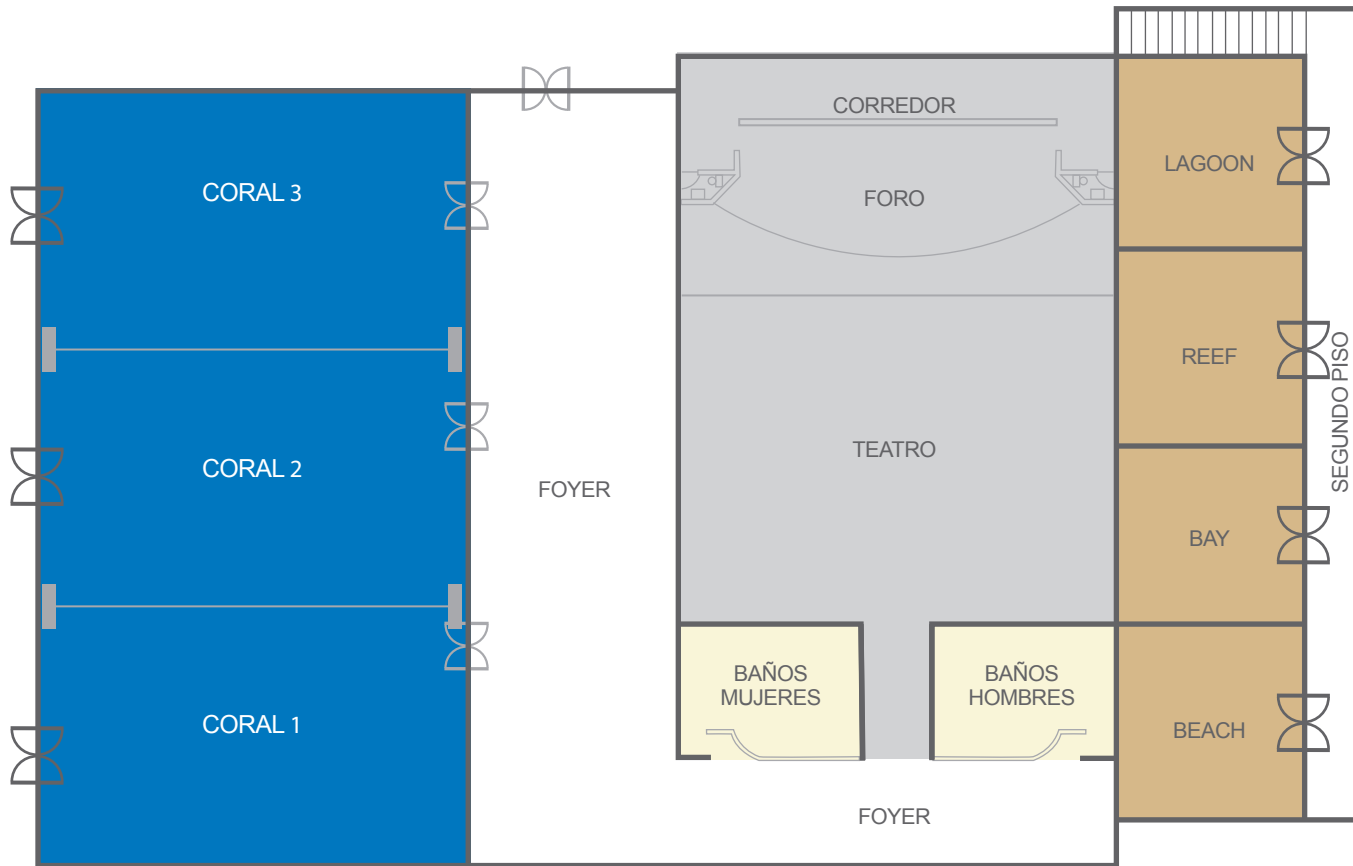 CORREDOR
LAGOON
CORAL 3
FORO
REEF
SEGUNDO PISO
TEATRO
CORAL 2
FOYER
BAY
BAÑOS
MUJERES
BAÑOS
HOMBRES
CORAL 1
BEACH
FOYER